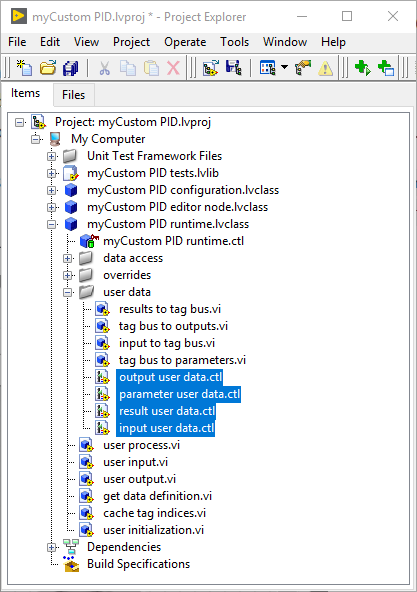 myCustom PID.lvproj * - Project Explorer
File Edit View Project Operate Tools Window Help
Items Files
Project: myCustom PID.lvproj
My Computer
Unit Test Framework Files
myCustom PID tests.lvlib
myCustom PID configuration.lvclass
myCustom PID editor node.lvclass
myCustom PID runtime.lvclass
myCustom PID runtime.ctl
data access
overrides
user data
results to tag bus.vi
tag bus to outputs.vi
input to tag bus.vi
tag bus to parameters.vi
output user data.ctl
parameter user data.ctl
result user data.ctl
input user data.ctl
user process.vi
user input.vi
user output.vi
get data definition.vi
cache tag indices.vi
user initialization.vi
Dependencies
Build Specifications